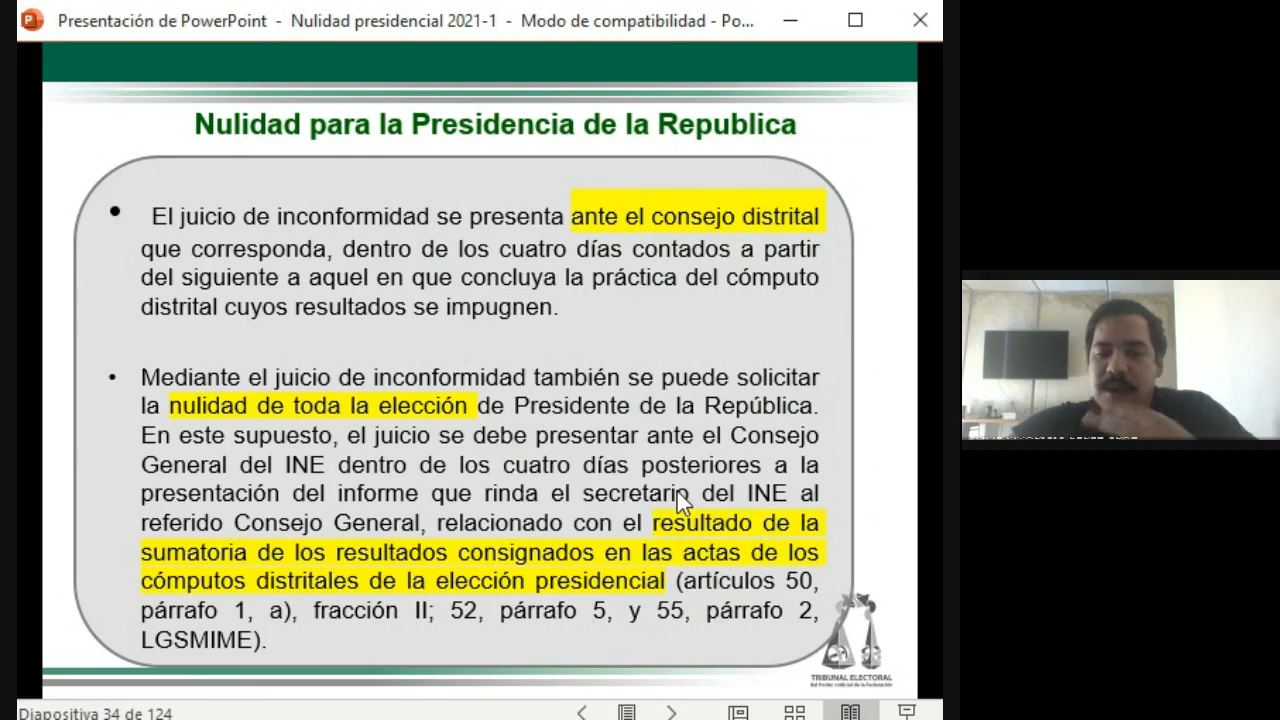 Presentación de PowerPoint - Nulidad presidencial 2021-1 - Modo de compatibilidad - Po...
Nulidad para la Presidencia de la Republica
• El juicio de inconformidad se presenta ante el consejo distrital
que corresponda, dentro de los cuatro días contados a partir
del siguiente a aquel en que concluya la práctica del cómputo
distrital cuyos resultados se impugnen.
• Mediante el juicio de inconformidad también se puede solicitar
la nulidad de toda la elección de Presidente de la República.
En este supuesto, el juicio se debe presentar ante el Consejo
General del INE dentro de los cuatro días posteriores a la
presentación del informe que rinda el secretario del INE al
referido Consejo General, relacionado con el resultado de la
sumatoria de los resultados consignados en las actas de los
cómputos distritales de la elección presidencial (artículos 50,
párrafo 1, a), fracción II; 52, párrafo 5, y 55, párrafo 2,
LGSMIME).
TRIBUNAL ELECTORAL
del Poder Judicial de la Federación
Diapositiva 34 de 124